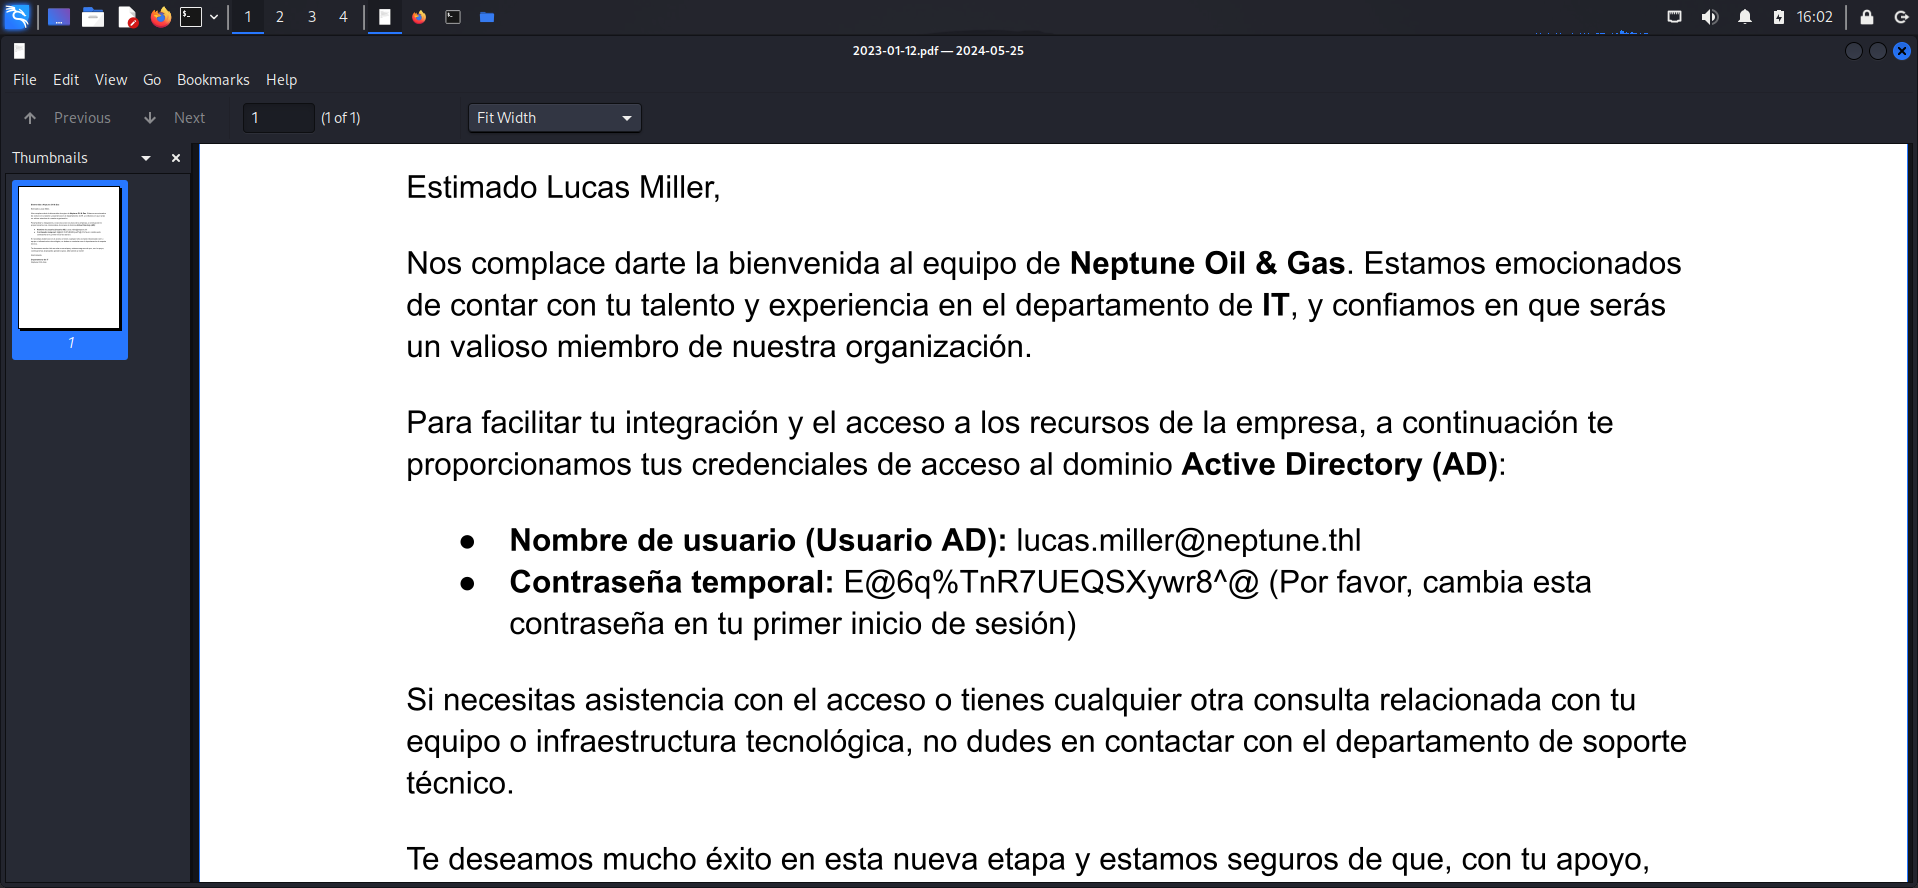 1 2 3 4 16:02
2023-01-12.pdf — 2024-05-25
File Edit View Go Bookmarks Help
Previous Next 1 (1 of 1) Fit Width
Thumbnails
1
Estimado Lucas Miller,
Nos complace darte la bienvenida al equipo de Neptune Oil & Gas. Estamos emocionados
de contar con tu talento y experiencia en el departamento de IT, y confiamos en que serás
un valioso miembro de nuestra organización.
Para facilitar tu integración y el acceso a los recursos de la empresa, a continuación te
proporcionamos tus credenciales de acceso al dominio Active Directory (AD):
● Nombre de usuario (Usuario AD): lucas.miller@neptune.thl
● Contraseña temporal: E@6q%TnR7UEQSXywr8^@ (Por favor, cambia esta
contraseña en tu primer inicio de sesión)
Si necesitas asistencia con el acceso o tienes cualquier otra consulta relacionada con tu
equipo o infraestructura tecnológica, no dudes en contactar con el departamento de soporte
técnico.
Te deseamos mucho éxito en esta nueva etapa y estamos seguros de que, con tu apoyo,